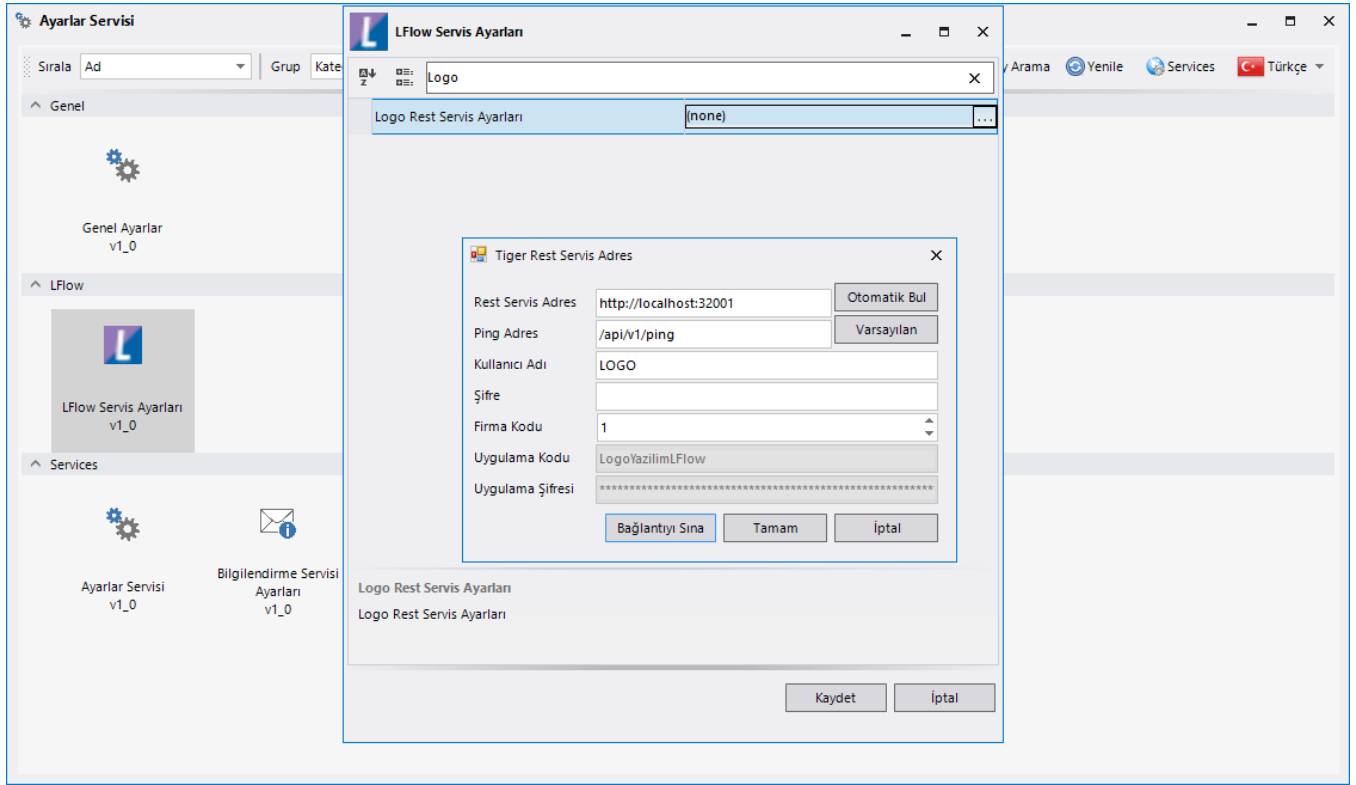 Ayarlar Servisi
Sırala Ad Grup Kate
y Arama Yenile Services Türkçe
Genel
Genel Ayarlar
v1_0
LFlow
L
LFlow Servis Ayarları
v1_0
Services
Ayarlar Servisi
v1_0
Bilgilendirme Servisi
Ayarları
v1_0
L
LFlow Servis Ayarları
Logo
Logo Rest Servis Ayarları (none) ...
Tiger Rest Servis Adres
Rest Servis Adres http://localhost:32001 Otomatik Bul
Ping Adres /api/v1/ping Varsayılan
Kullanıcı Adı LOGO
Şifre
Firma Kodu 1
Uygulama Kodu LogoYazilimLFlow
Uygulama Şifresi ********************************************************
Bağlantıyı Sına Tamam İptal
Logo Rest Servis Ayarları
Logo Rest Servis Ayarları
Kaydet İptal